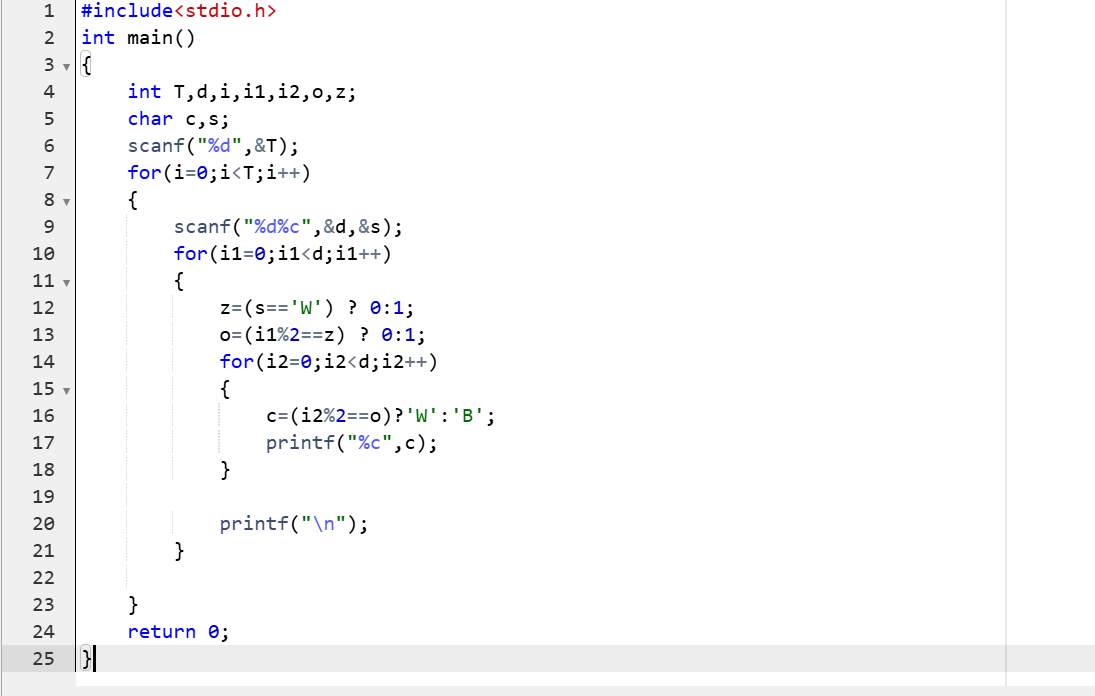 1 #include<stdio.h>
2 int main()
3 {
4     int T,d,i,i1,i2,o,z;
5     char c,s;
6     scanf("%d",&T);
7     for(i=0;i<T;i++)
8     {
9         scanf("%d%c",&d,&s);
10         for(i1=0;i1<d;i1++)
11         {
12             z=(s=='W') ? 0:1;
13             o=(i1%2==z) ? 0:1;
14             for(i2=0;i2<d;i2++)
15             {
16                 c=(i2%2==o)?'W':'B';
17                 printf("%c",c);
18             }
19
20             printf("\n");
21         }
22
23     }
24     return 0;
25 }